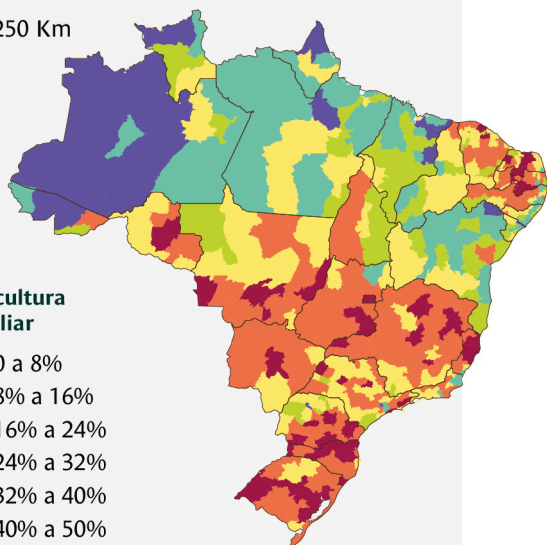 250 Km
cultura
liar
0 a 8%
8% a 16%
16% a 24%
24% a 32%
32% a 40%
40% a 50%